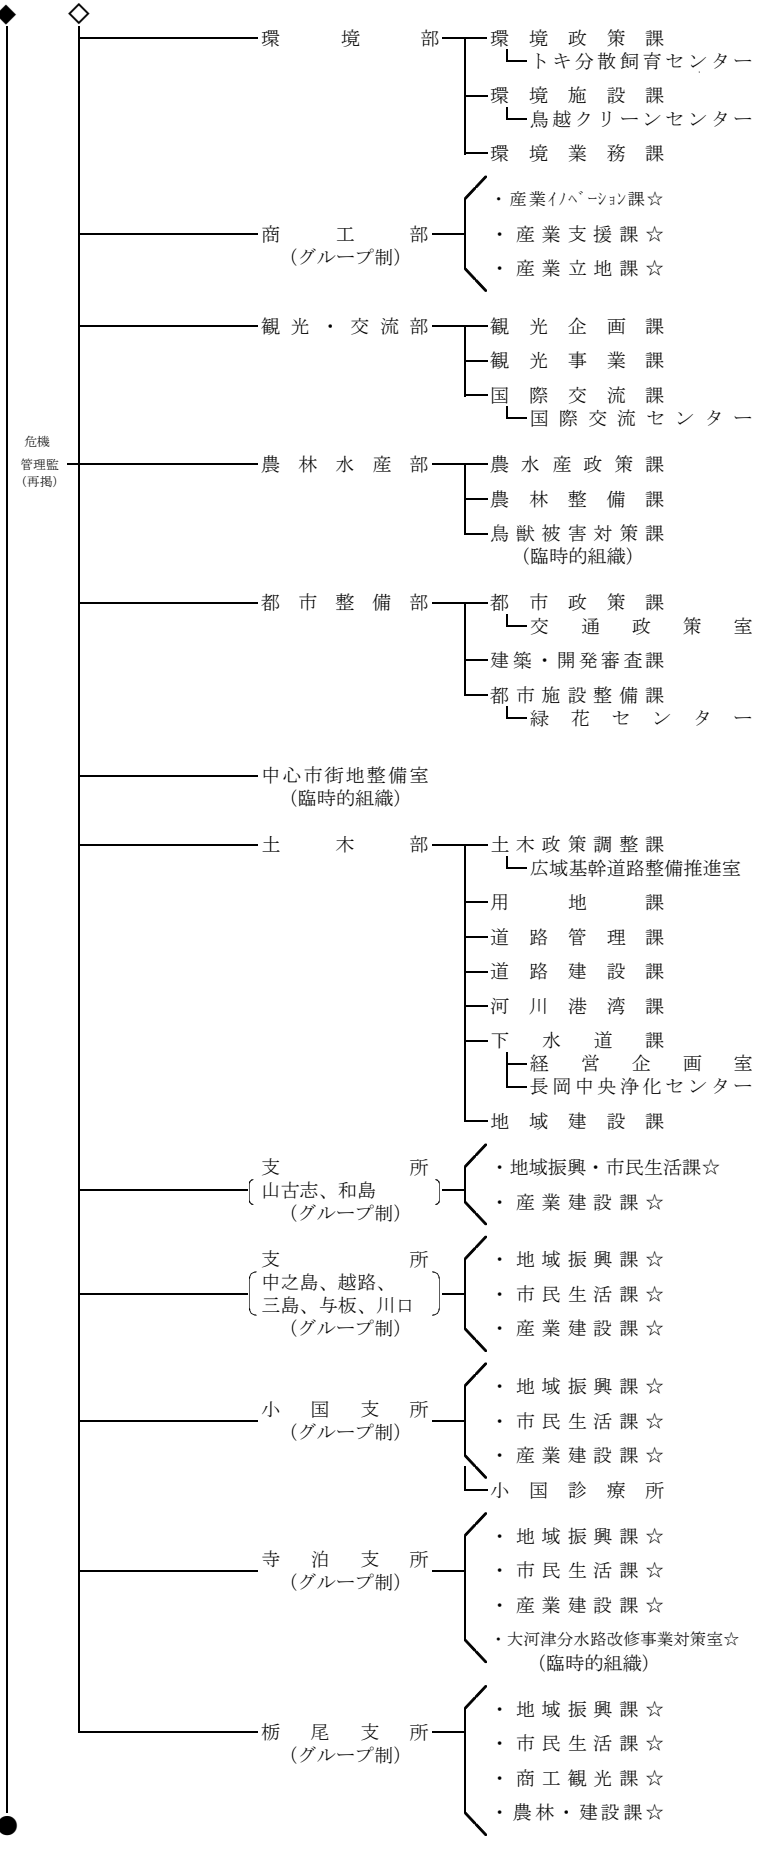 環境部 環境政策課
トキ分散飼育センター
環境施設課
鳥越クリーンセンター
環境業務課
・産業ｲﾉﾍﾞｰｼｮﾝ課☆
商工部 ・産業支援課☆
(グループ制)
・産業立地課☆
観光・交流部 観光企画課
観光事業課
国際交流課
国際交流センター
危機
管理監
(再掲)
農林水産部 農水産政策課
農林整備課
鳥獣被害対策課
(臨時的組織)
都市整備部 都市政策課
交通政策室
建築・開発審査課
都市施設整備課
緑花センター
中心市街地整備室
(臨時的組織)
土木部 土木政策調整課
広域基幹道路整備推進室
用地課
道路管理課
道路建設課
河川港湾課
下水道課
経営企画室
長岡中央浄化センター
地域建設課
支所 ・地域振興・市民生活課☆
山古志、和島
・産業建設課☆
(グループ制)
支所 ・地域振興課☆
中之島、越路、
・市民生活課☆
三島、与板、川口
(グループ制) ・産業建設課☆
・地域振興課☆
小国支所 ・市民生活課☆
(グループ制)
・産業建設課☆
小国診療所
・地域振興課☆
寺泊支所 ・市民生活課☆
(グループ制)
・産業建設課☆
・大河津分水路改修事業対策室☆
(臨時的組織)
・地域振興課☆
栃尾支所 ・市民生活課☆
(グループ制)
・商工観光課☆
・農林・建設課☆